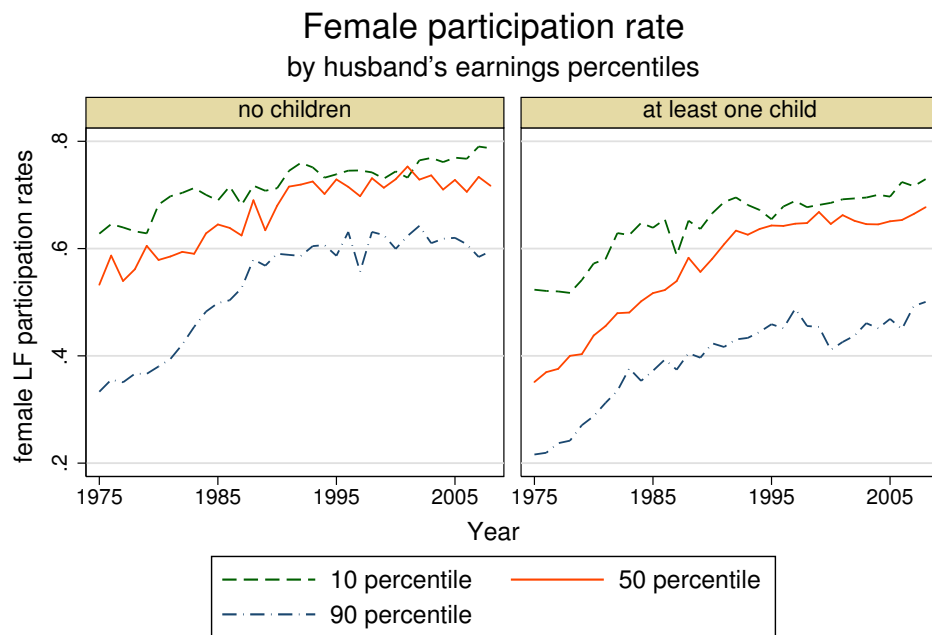 Female participation rate
by husband's earnings percentiles
no children
at least one child
female LF participation rates
.8
.6
.4
.2
1975 1985 1995 2005
1975 1985 1995 2005
Year
10 percentile
50 percentile
90 percentile